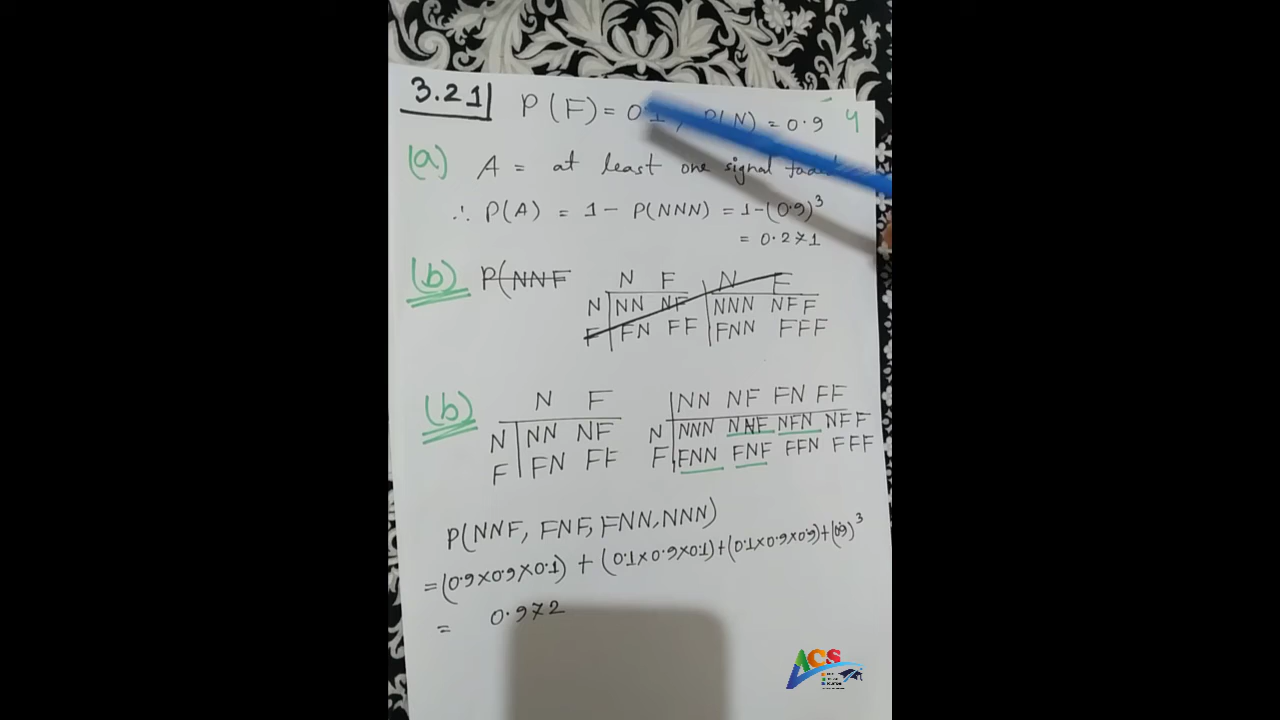 3.21 P(F) = 0.1, P(N) = 0.9 4
(a) A = at least one signal
∴ P(A) = 1 - P(NNN) = 1-(0.9)³
= 0.271
(b) P(NNF
N F N F
N NN NF NNN NFF
F FN FF FNN FFF
(b) N F NN NF FN FF
N NN NF N NNN NNF NFN NFF
F FN FF F FNN FNF FFN FFF
P(NNF, FNF, FNN, NNN)
=(0.9×0.9×0.1) + (0.1×0.9×0.1)+(0.1×0.9×0.9)+(0.9)³
= 0.972
ACS